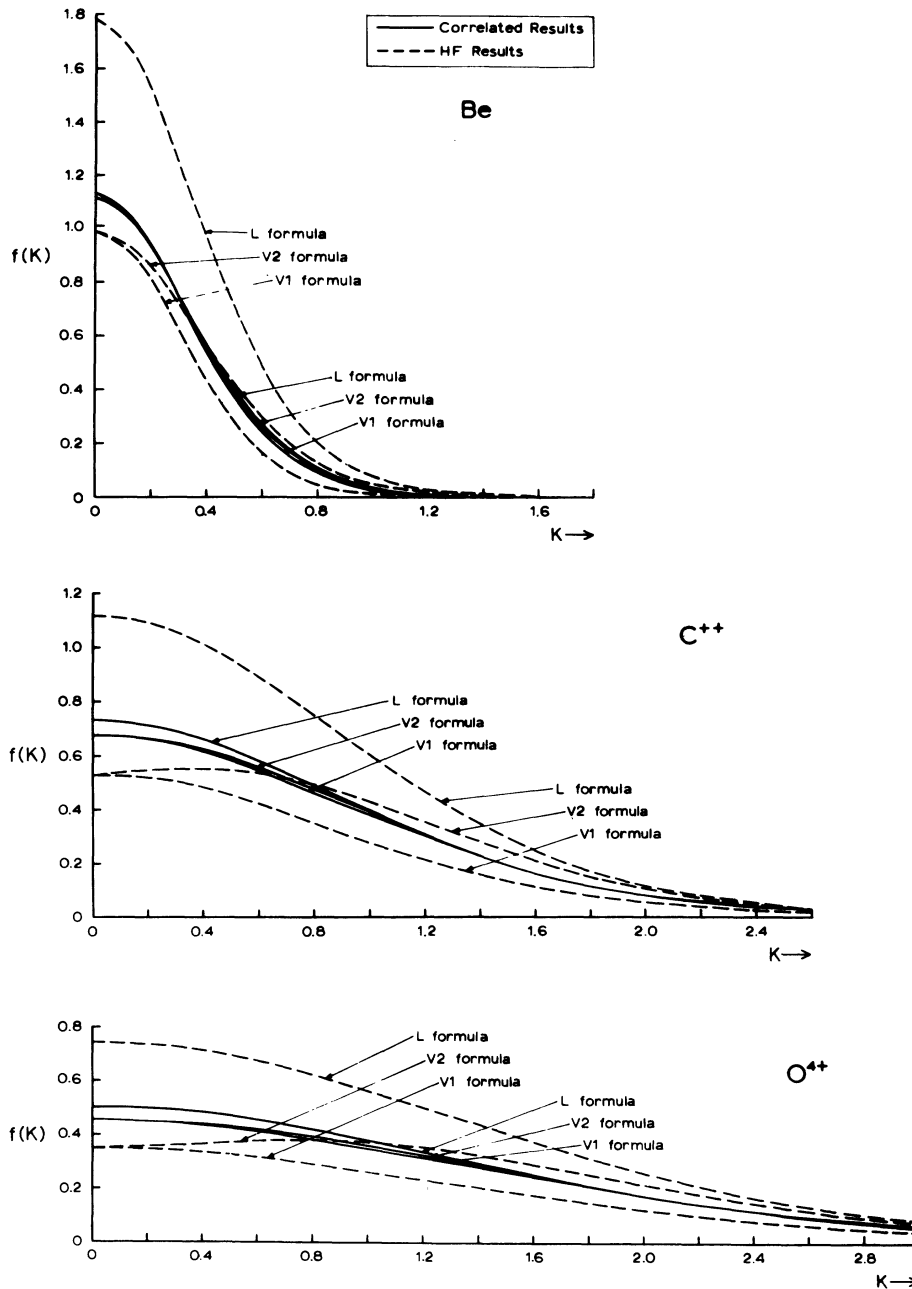 1.8
Correlated Results
HF Results
1.6
Be
1.4
1.2
1.0
L formula
f(K)
V2 formula
0.8
V1 formula
0.6
L formula
0.4
V2 formula
V1 formula
0.2
0
0 0.4 0.8 1.2 1.6
K→
1.2
C++
1.0
0.8
L formula
V2 formula
f(K)
V1 formula
0.6
L formula
0.4
V2 formula
V1 formula
0.2
0
0 0.4 0.8 1.2 1.6 2.0 2.4
K→
0.8
L formula
V2 formula
O4+
0.6
V1 formula
L formula
f(K)
V2 formula
0.4
V1 formula
0.2
0
0 0.4 0.8 1.2 1.6 2.0 2.4 2.8
K→